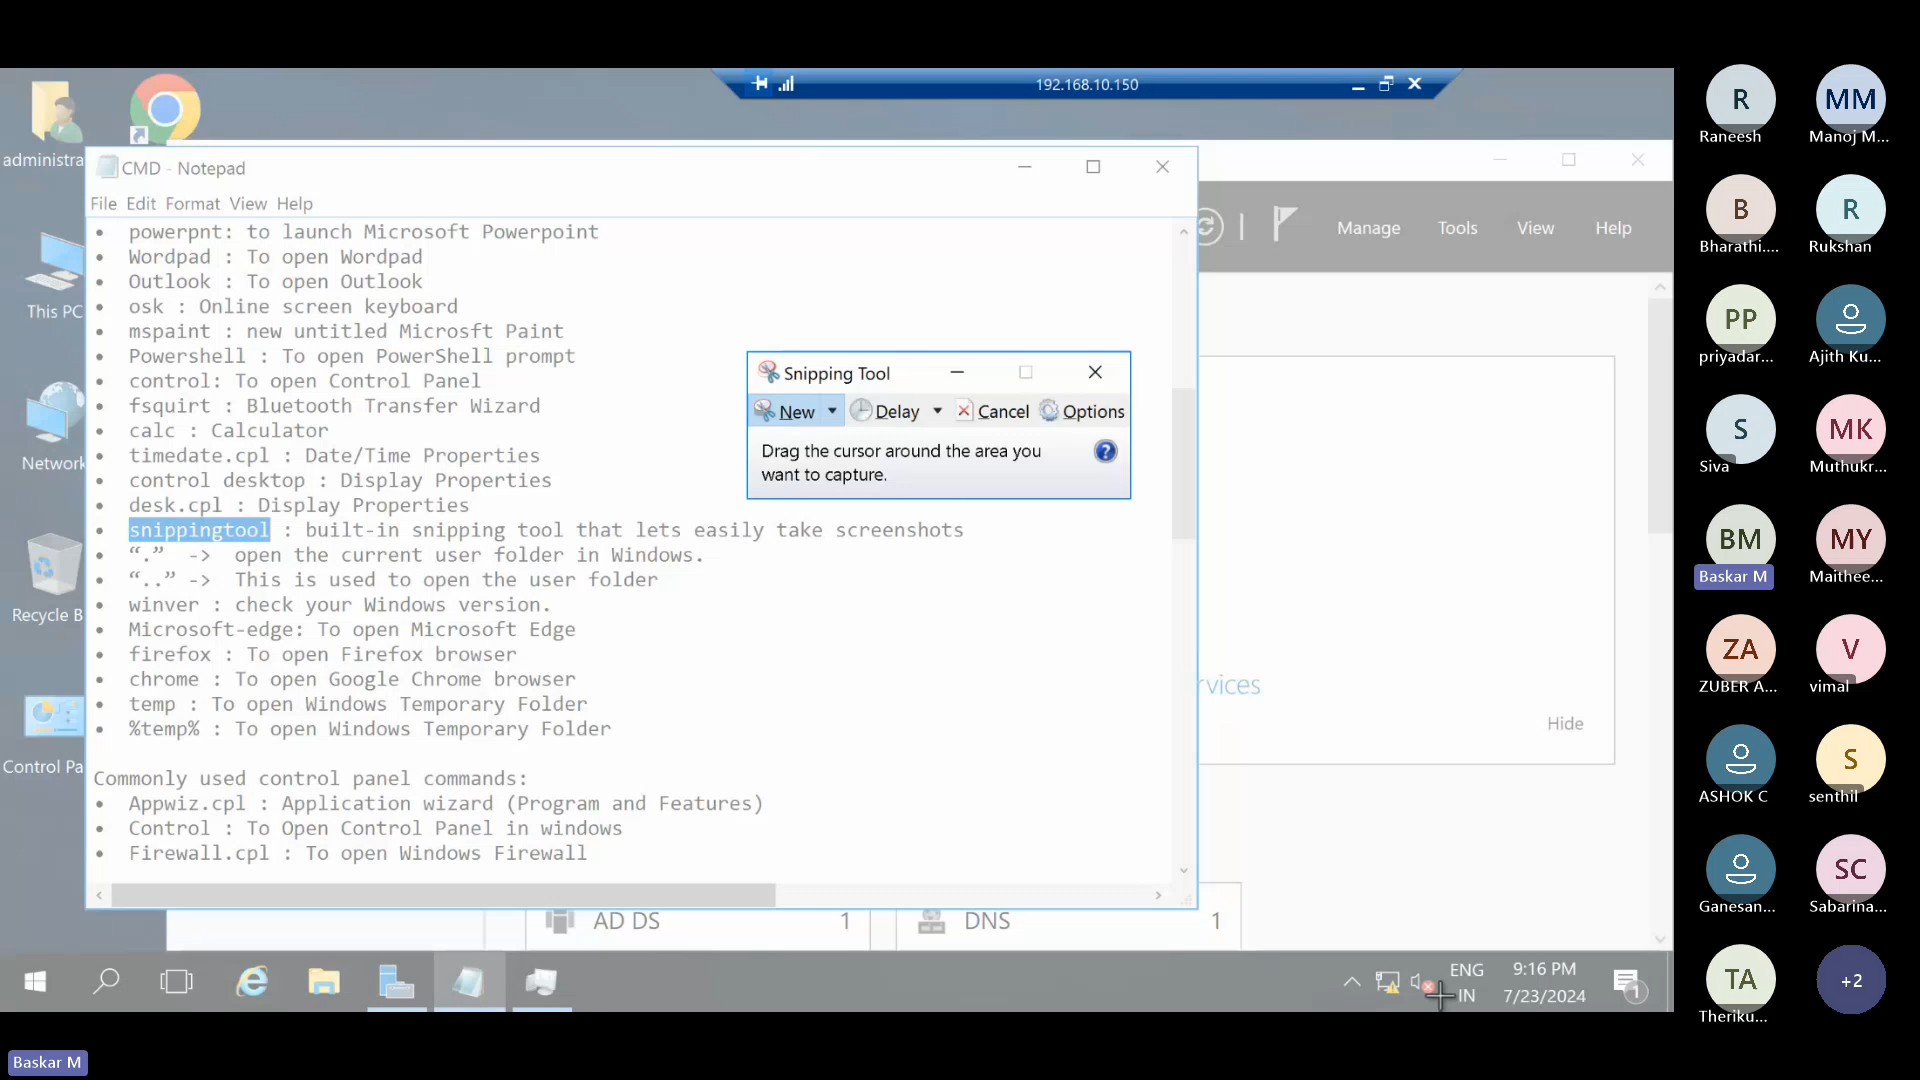 192.168.10.150
administra
This PC
Network
Recycle B
Control Pa
CMD - Notepad
File Edit Format View Help
• powerpnt: to launch Microsoft Powerpoint
• Wordpad : To open Wordpad
• Outlook : To open Outlook
• osk : Online screen keyboard
• mspaint : new untitled Microsft Paint
• Powershell : To open PowerShell prompt
• control: To open Control Panel
• fsquirt : Bluetooth Transfer Wizard
• calc : Calculator
• timedate.cpl : Date/Time Properties
• control desktop : Display Properties
• desk.cpl : Display Properties
• snippingtool : built-in snipping tool that lets easily take screenshots
• “.” -> open the current user folder in Windows.
• “..” -> This is used to open the user folder
• winver : check your Windows version.
• Microsoft-edge: To open Microsoft Edge
• firefox : To open Firefox browser
• chrome : To open Google Chrome browser
• temp : To open Windows Temporary Folder
• %temp% : To open Windows Temporary Folder
Commonly used control panel commands:
• Appwiz.cpl : Application wizard (Program and Features)
• Control : To Open Control Panel in windows
• Firewall.cpl : To open Windows Firewall
Snipping Tool
New Delay Cancel Options
Drag the cursor around the area you
want to capture.
Manage Tools View Help
rvices
Hide
AD DS 1
DNS 1
ENG
IN
9:16 PM
7/23/2024
1
R
Raneesh
MM
Manoj M...
B
Bharathi....
R
Rukshan
PP
priyadar...
Ajith Ku...
S
Siva
MK
Muthukr...
BM
Baskar M
MY
Maithee...
ZA
ZUBER A...
V
vimal
ASHOK C
S
senthil
Ganesan...
SC
Sabarina...
TA
Theriku...
+2
Baskar M